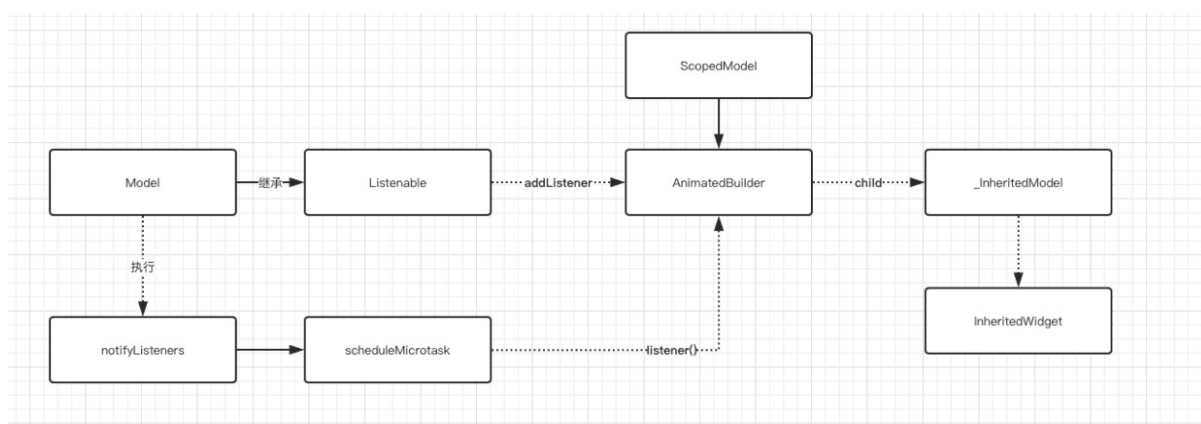 ScopedModel
Model
继承
Listenable
addListener
AnimatedBuilder
child
_InheritedModel
执行
InheritedWidget
notifyListeners
scheduleMicrotask
listener()